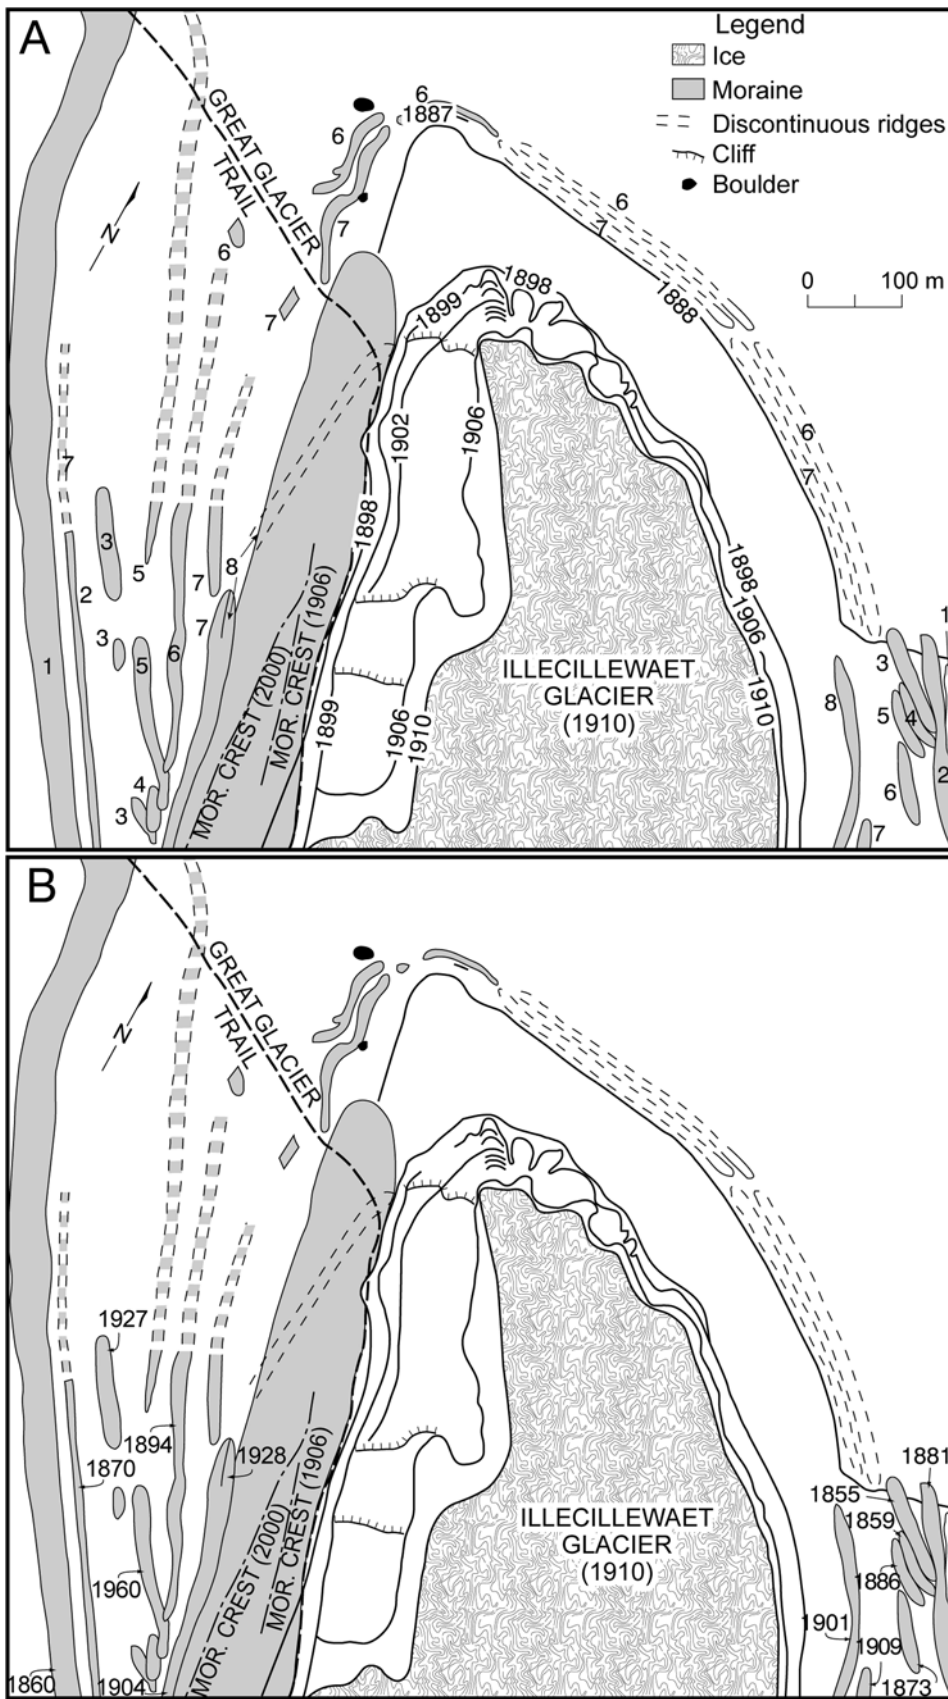 A
Legend
Ice
Moraine
Discontinuous ridges
Cliff
Boulder
N
GREAT GLACIER
TRAIL
6
6
1887
7
6
7
6
7
1888
0 100 m
1899
1898
1902
1906
1898
7
3
2
5
8
7
7
3
5
6
1
4
3
MOR. CREST (2000)
MOR. CREST (1906)
1899
1906
1910
ILLECILLEWAET
GLACIER
(1910)
1898
1906
1910
6
7
3
8
5
4
6
7
2
1
B
N
GREAT GLACIER
TRAIL
1927
1894
1870
1928
1960
1860
1904
MOR. CREST (2000)
MOR. CREST (1906)
ILLECILLEWAET
GLACIER
(1910)
1881
1855
1859
1886
1901
1909
1873